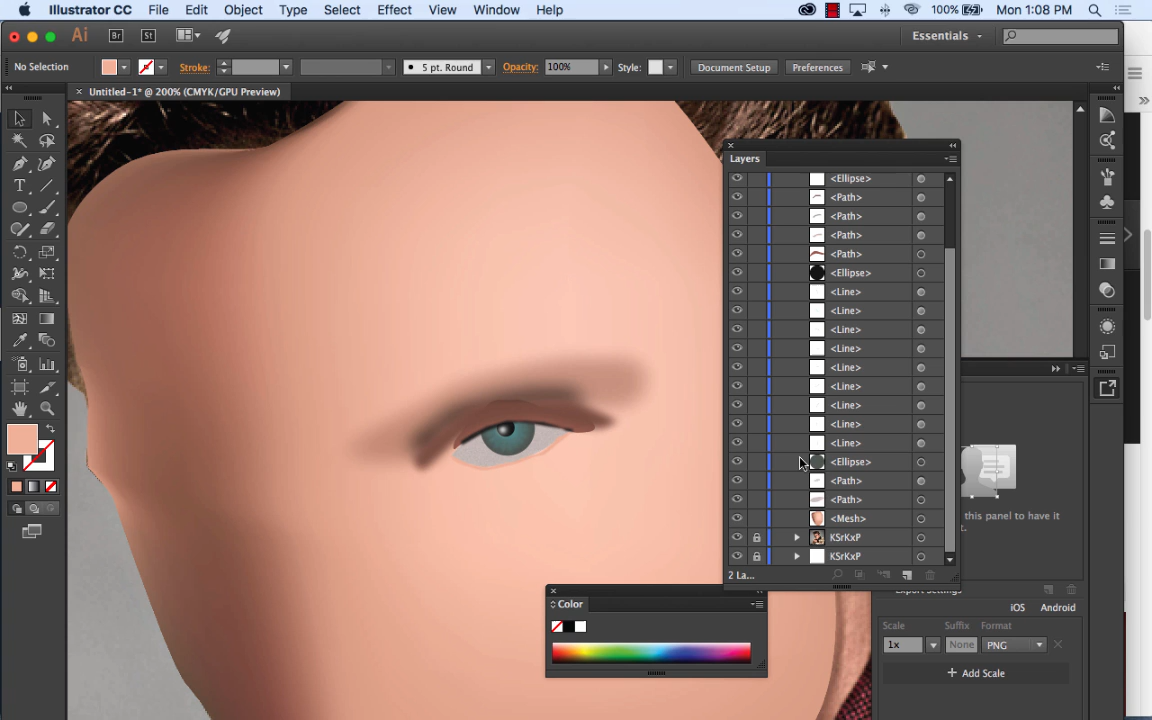 Illustrator CC File Edit Object Type Select Effect View Window Help 100% Mon 1:08 PM
Ai Br St Essentials
No Selection Stroke: 5 pt. Round Opacity: 100% Style: Document Setup Preferences
× Untitled-1* @ 200% (CMYK/GPU Preview)
Layers
<Ellipse>
<Path>
<Path>
<Path>
<Path>
<Ellipse>
<Line>
<Line>
<Line>
<Line>
<Line>
<Line>
<Line>
<Line>
<Line>
<Ellipse>
<Path>
<Path>
<Mesh>
KSrKxP
KSrKxP
2 La...
this panel to have it
Export Settings
iOS Android
Scale Suffix Format
1x None PNG
+ Add Scale
Color